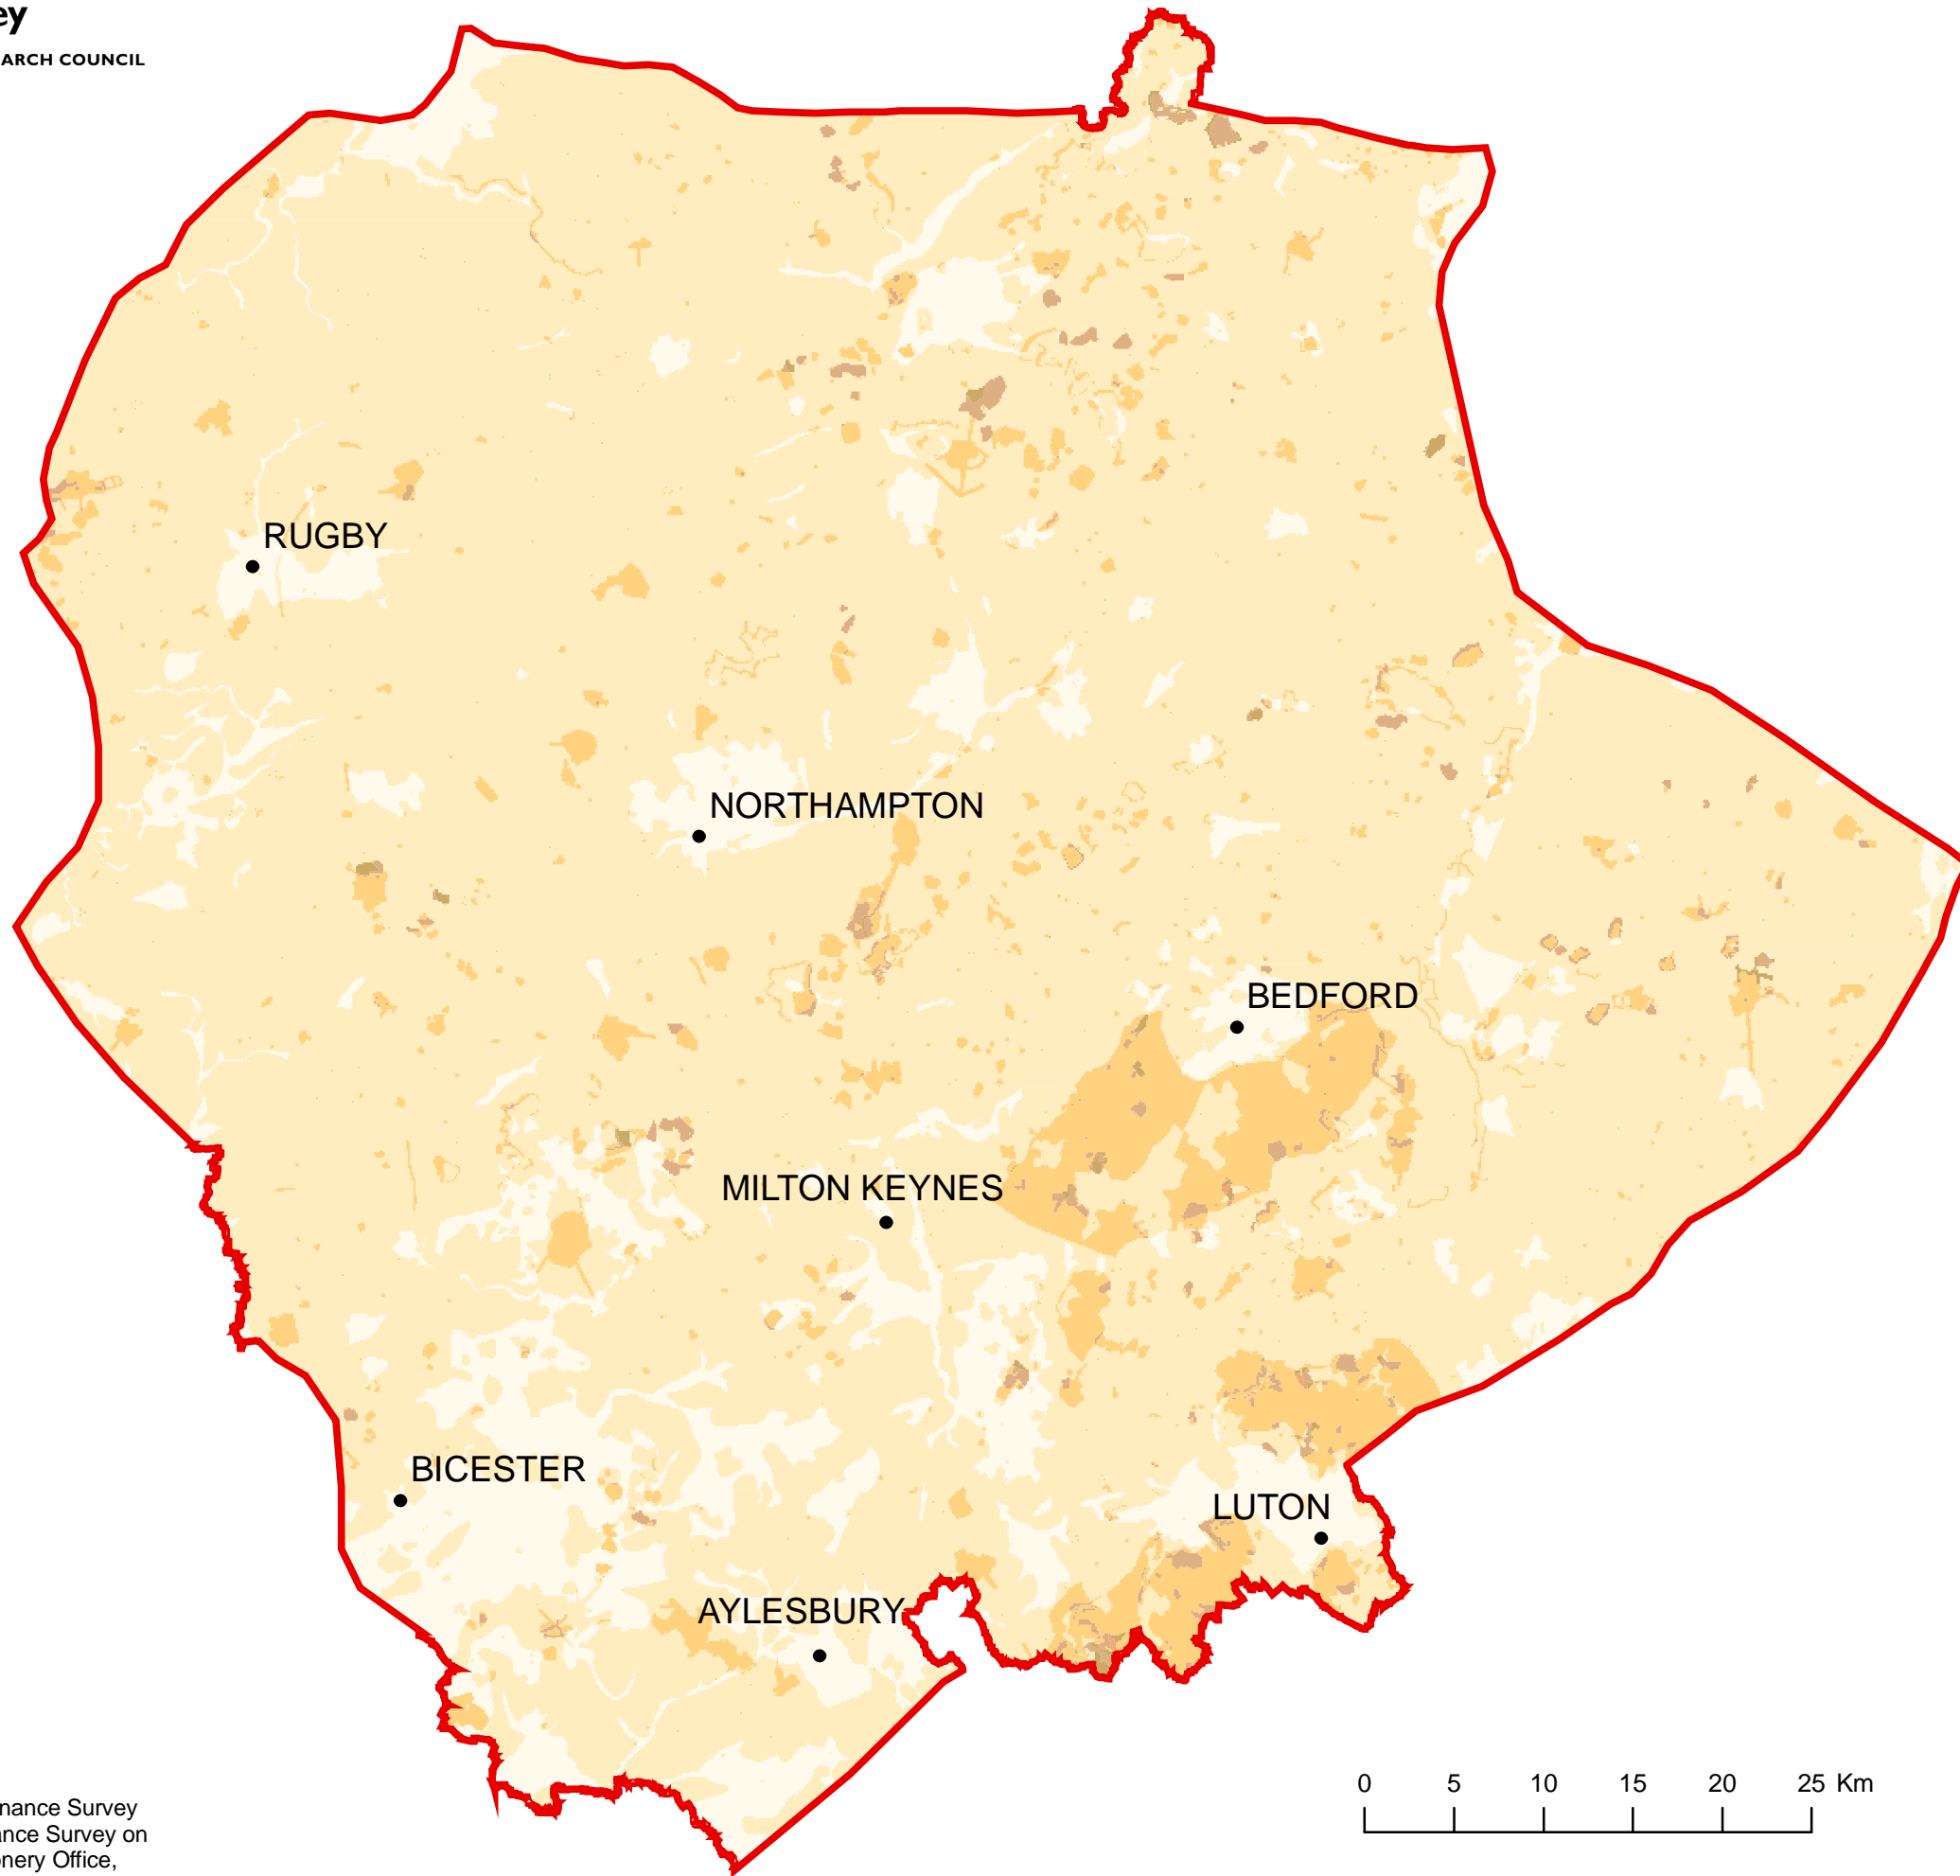 ey
ARCH COUNCIL
RUGBY
NORTHAMPTON
BEDFORD
MILTON KEYNES
BICESTER
LUTON
AYLESBURY
0 5 10 15 20 25 Km
nance Survey
ance Survey on
onery Office,